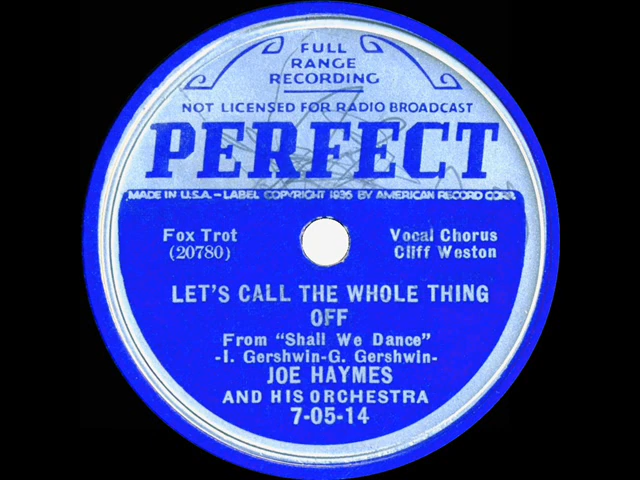 FULL
RANGE
RECORDING
NOT LICENSED FOR RADIO BROADCAST
PERFECT
MADE IN U.S.A. – LABEL COPYRIGHT 1936 BY AMERICAN RECORD CORP.
Fox Trot
(20780)
Vocal Chorus
Cliff Weston
LET'S CALL THE WHOLE THING
OFF
From "Shall We Dance"
-I. Gershwin-G. Gershwin-
JOE HAYMES
AND HIS ORCHESTRA
7-05-14